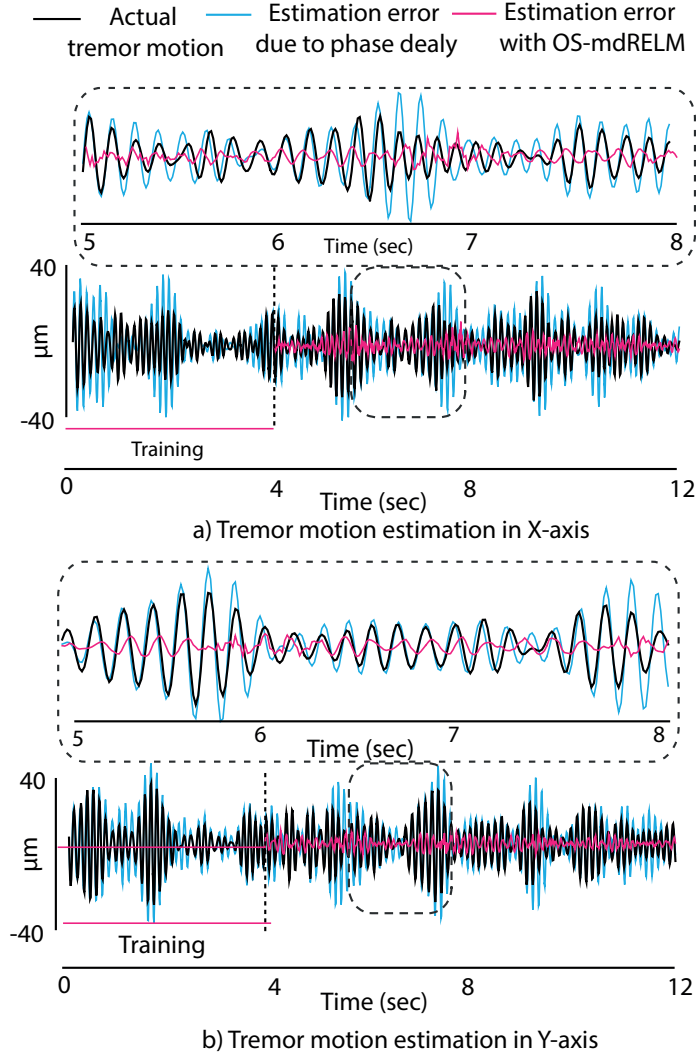 Actual
tremor motion
Estimation error
due to phase dealy
Estimation error
with OS-mdRELM
5 6 7 8
Time (sec)
40
μm
-40
Training
0 4 8 12
Time (sec)
a) Tremor motion estimation in X-axis
5 6 7 8
Time (sec)
40
μm
-40
Training
0 4 8 12
Time (sec)
b) Tremor motion estimation in Y-axis